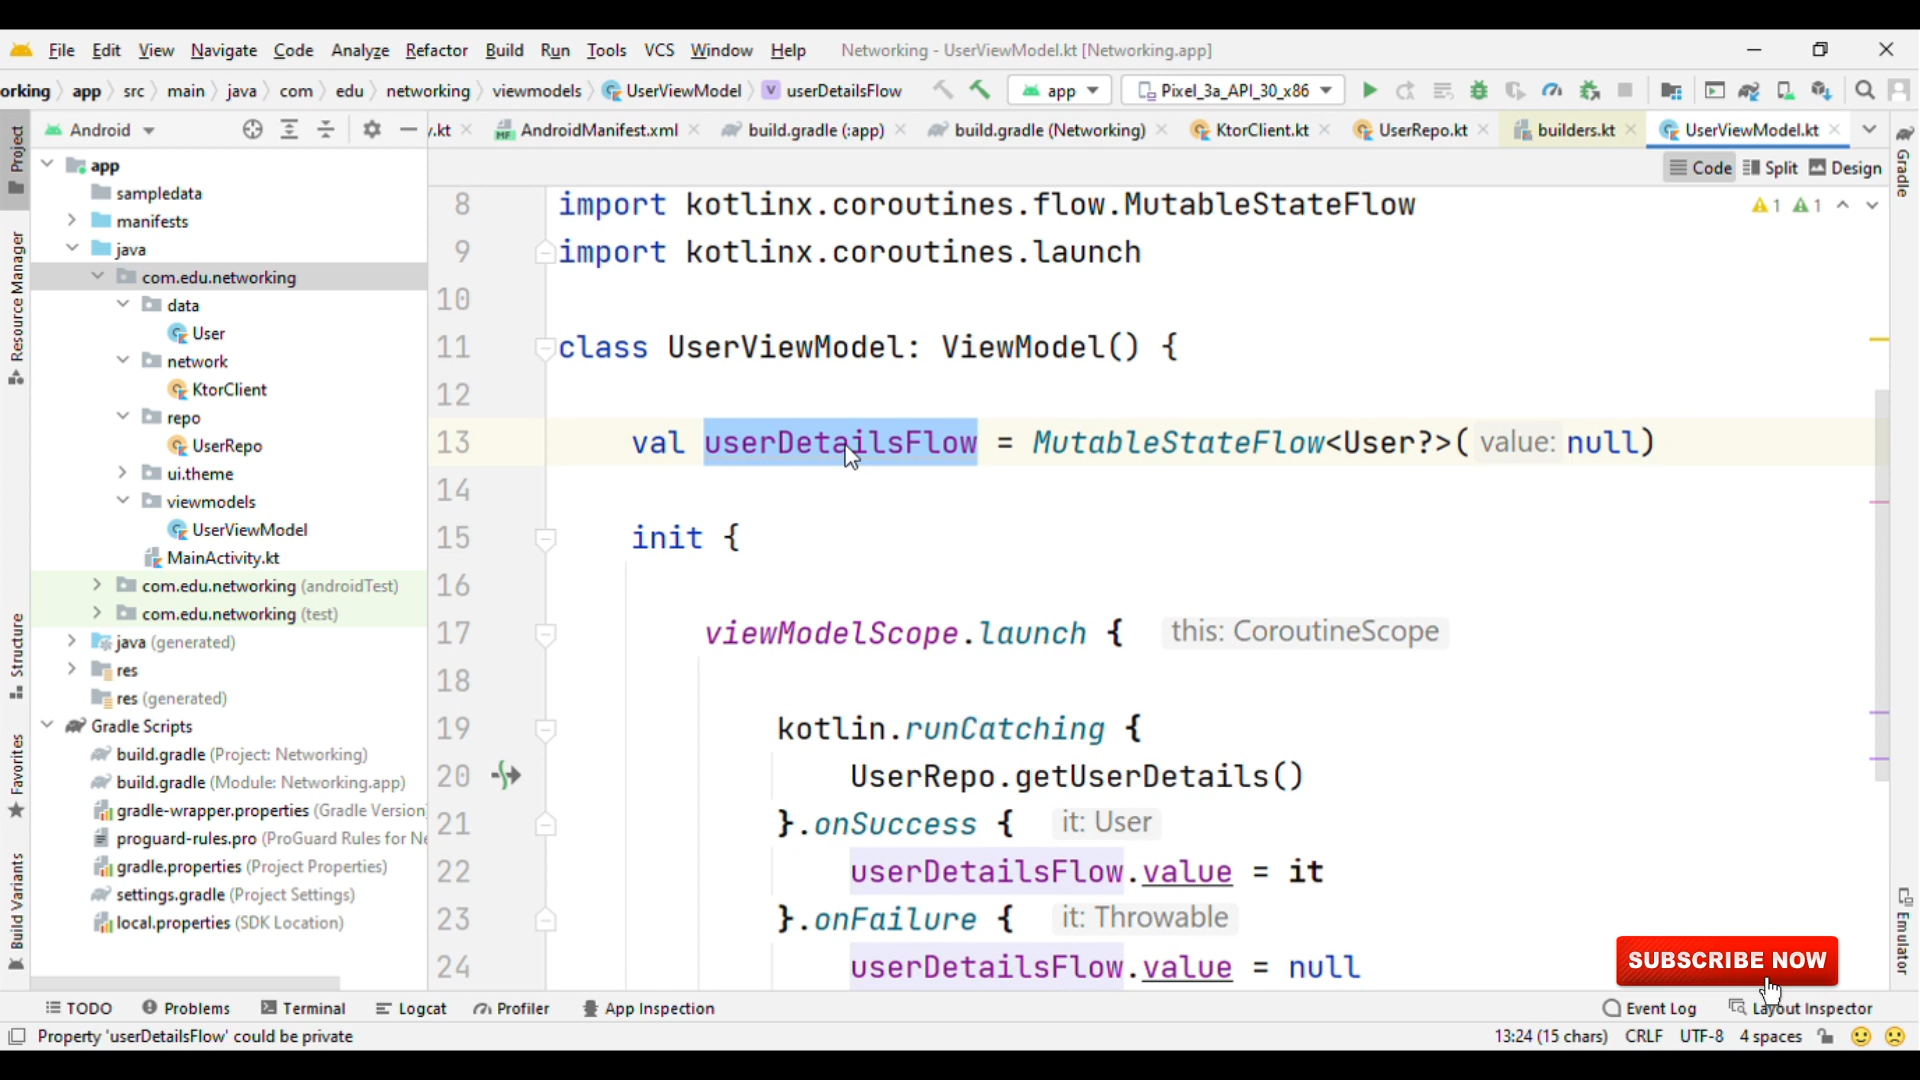 File Edit View Navigate Code Analyze Refactor Build Run Tools VCS Window Help Networking - UserViewModel.kt [Networking.app]
orking app src main java com edu networking viewmodels UserViewModel userDetailsFlow app Pixel_3a_API_30_x86
Android
.kt AndroidManifest.xml build.gradle (:app) build.gradle (Networking) KtorClient.kt UserRepo.kt builders.kt UserViewModel.kt
Code Split Design
1 1
Project
Resource Manager
Structure
Favorites
Build Variants
Gradle
Emulator
app
sampledata
manifests
java
com.edu.networking
data
User
network
KtorClient
repo
UserRepo
ui.theme
viewmodels
UserViewModel
MainActivity.kt
com.edu.networking (androidTest)
com.edu.networking (test)
java (generated)
res
res (generated)
Gradle Scripts
build.gradle (Project: Networking)
build.gradle (Module: Networking.app)
gradle-wrapper.properties (Gradle Version)
proguard-rules.pro (ProGuard Rules for Ne
gradle.properties (Project Properties)
settings.gradle (Project Settings)
local.properties (SDK Location)
8 import kotlinx.coroutines.flow.MutableStateFlow
9 import kotlinx.coroutines.launch
10
11 class UserViewModel: ViewModel() {
12
13 val userDetailsFlow = MutableStateFlow<User?>( value: null)
14
15 init {
16
17 viewModelScope.launch { this: CoroutineScope
18
19 kotlin.runCatching {
20 UserRepo.getUserDetails()
21 }.onSuccess { it: User
22 userDetailsFlow.value = it
23 }.onFailure { it: Throwable
24 userDetailsFlow.value = null
SUBSCRIBE NOW
TODO Problems Terminal Logcat Profiler App Inspection Event Log Layout Inspector
Property 'userDetailsFlow' could be private 13:24 (15 chars) CRLF UTF-8 4 spaces